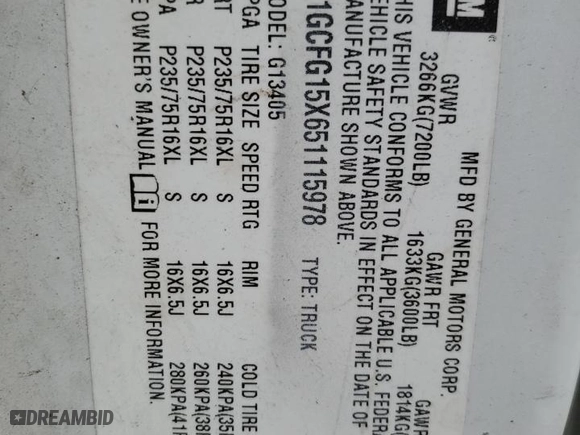 GM
MFD BY GENERAL MOTORS CORP.
GVWR GAWR FRT GAWR
3266KG(7200LB) 1633KG(3600LB) 1814KG(
HIS VEHICLE CONFORMS TO ALL APPLICABLE U.S. FEDER
EHICLE SAFETY STANDARDS IN EFFECT ON THE DATE OF
ANUFACTURE SHOWN ABOVE.
1GCFG15X651115978 TYPE: TRUCK
MODEL: G13405
TIRE SIZE SPEED RTG RIM COLD TIRE
RT P235/75R16XL S 16X6.5J 240KPA(35
R P235/75R16XL S 16X6.5J 260KPA(38
PA P235/75R16XL S 16X6.5J 280KPA(41
E OWNER'S MANUAL i FOR MORE INFORMATION.
DREAMBID